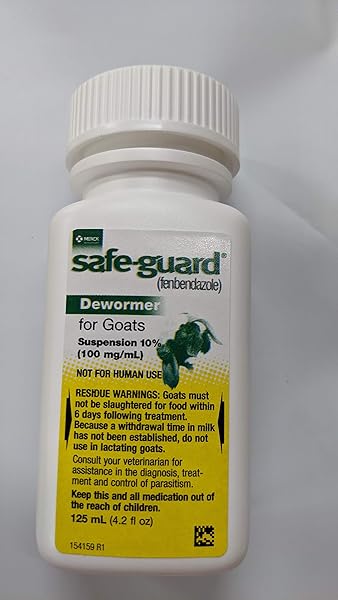 MERCK
safe-guard®
(fenbendazole)
Dewormer
for Goats
Suspension 10%
(100 mg/mL)
NOT FOR HUMAN USE
RESIDUE WARNINGS: Goats must
not be slaughtered for food within
6 days following treatment.
Because a withdrawal time in milk
has not been established, do not
use in lactating goats.
Consult your veterinarian for
assistance in the diagnosis, treat-
ment and control of parasitism.
Keep this and all medication out of
the reach of children.
125 mL (4.2 fl oz)
154159 R1